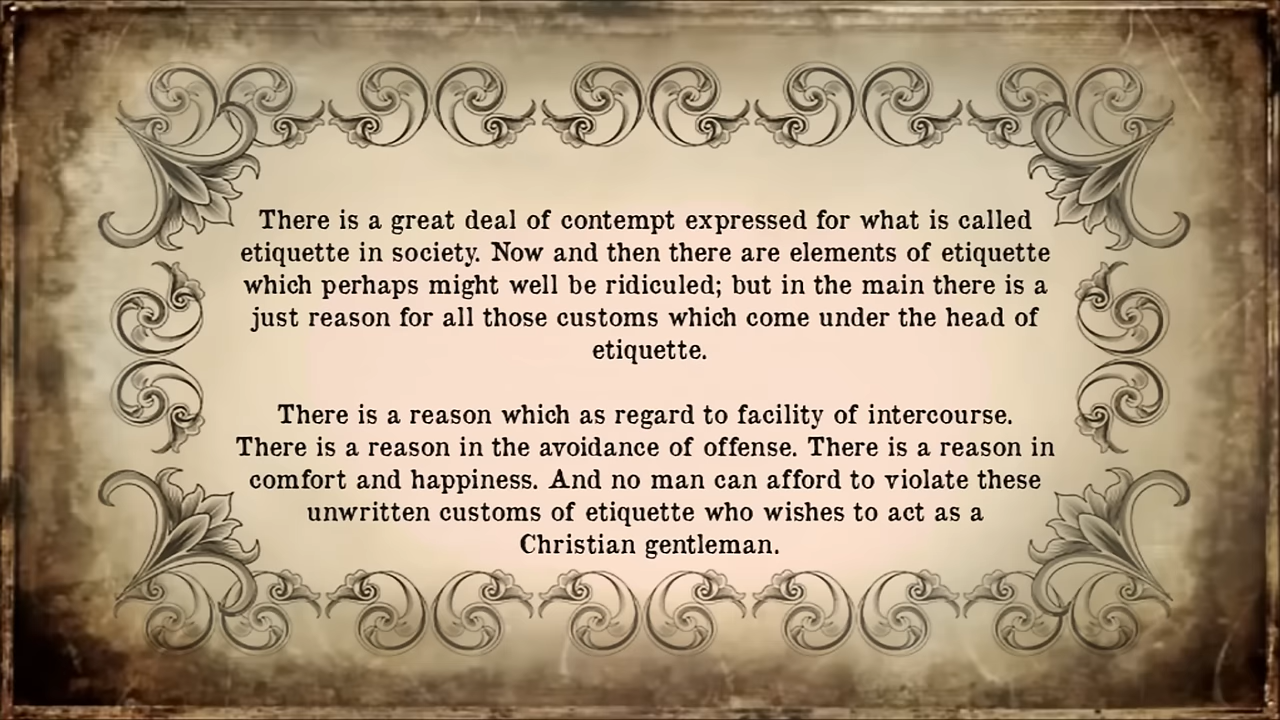 There is a great deal of contempt expressed for what is called
etiquette in society. Now and then there are elements of etiquette
which perhaps might well be ridiculed; but in the main there is a
just reason for all those customs which come under the head of
etiquette.
There is a reason which as regard to facility of intercourse.
There is a reason in the avoidance of offense. There is a reason in
comfort and happiness. And no man can afford to violate these
unwritten customs of etiquette who wishes to act as a
Christian gentleman.